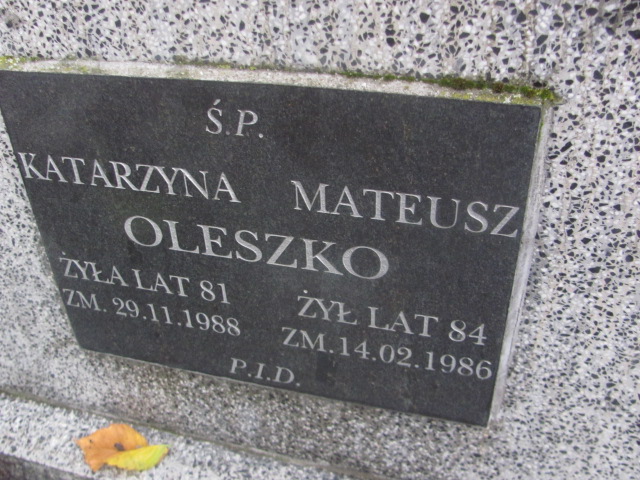 Ś.P.
KATARZYNA MATEUSZ
OLESZKO
ŻYŁA LAT 81 ŻYŁ LAT 84
ZM. 29.11.1988 ZM.14.02.1986
P.I.D.